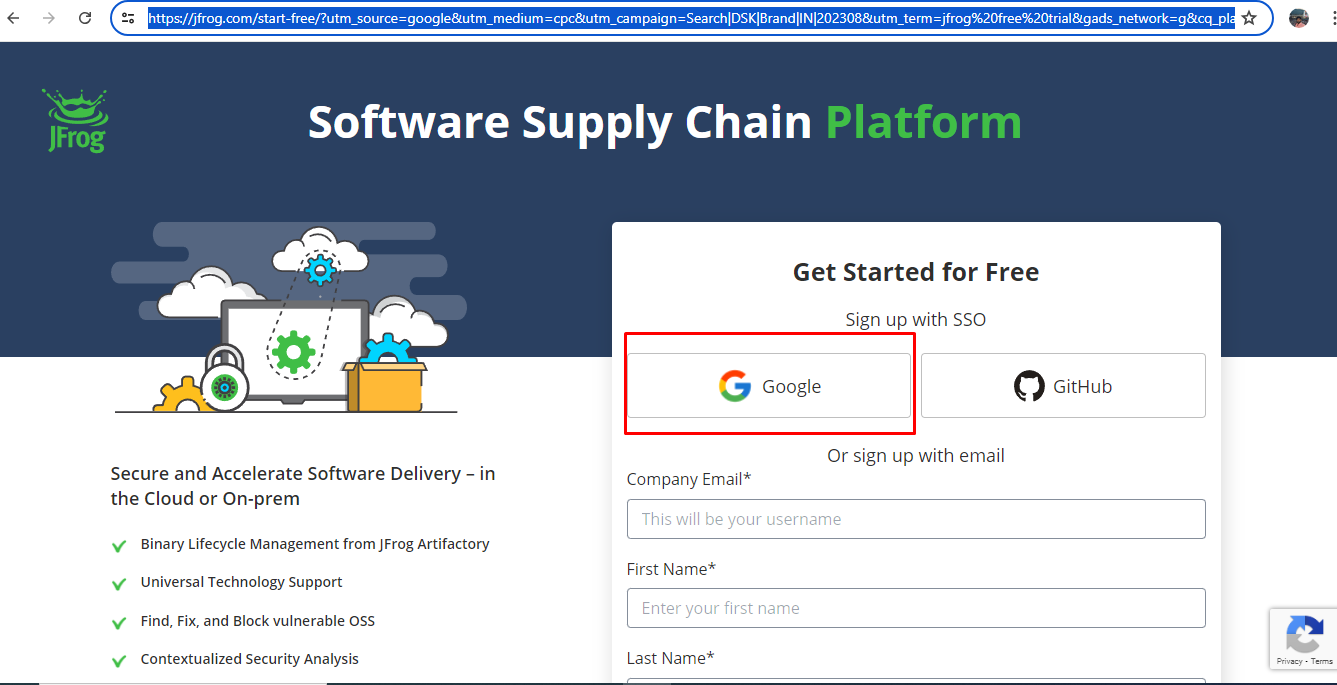 https://jfrog.com/start-free/?utm_source=google&utm_medium=cpc&utm_campaign=Search|DSK|Brand|IN|202308&utm_term=jfrog%20free%20trial&gads_network=g&cq_pla
JFrog
Software Supply Chain Platform
Get Started for Free
Sign up with SSO
Google
GitHub
Or sign up with email
Company Email*
This will be your username
First Name*
Enter your first name
Last Name*
Secure and Accelerate Software Delivery – in
the Cloud or On-prem
Binary Lifecycle Management from JFrog Artifactory
Universal Technology Support
Find, Fix, and Block vulnerable OSS
Contextualized Security Analysis
Privacy - Terms